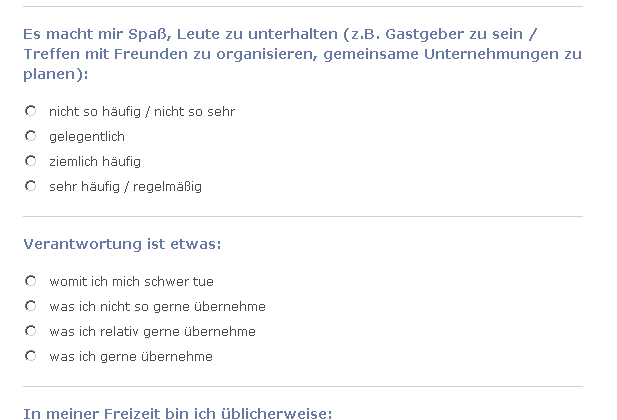 Es macht mir Spaß, Leute zu unterhalten (z.B. Gastgeber zu sein /
Treffen mit Freunden zu organisieren, gemeinsame Unternehmungen zu
planen):
nicht so häufig / nicht so sehr
gelegentlich
ziemlich häufig
sehr häufig / regelmäßig
Verantwortung ist etwas:
womit ich mich schwer tue
was ich nicht so gerne übernehme
was ich relativ gerne übernehme
was ich gerne übernehme
In meiner Freizeit bin ich üblicherweise: